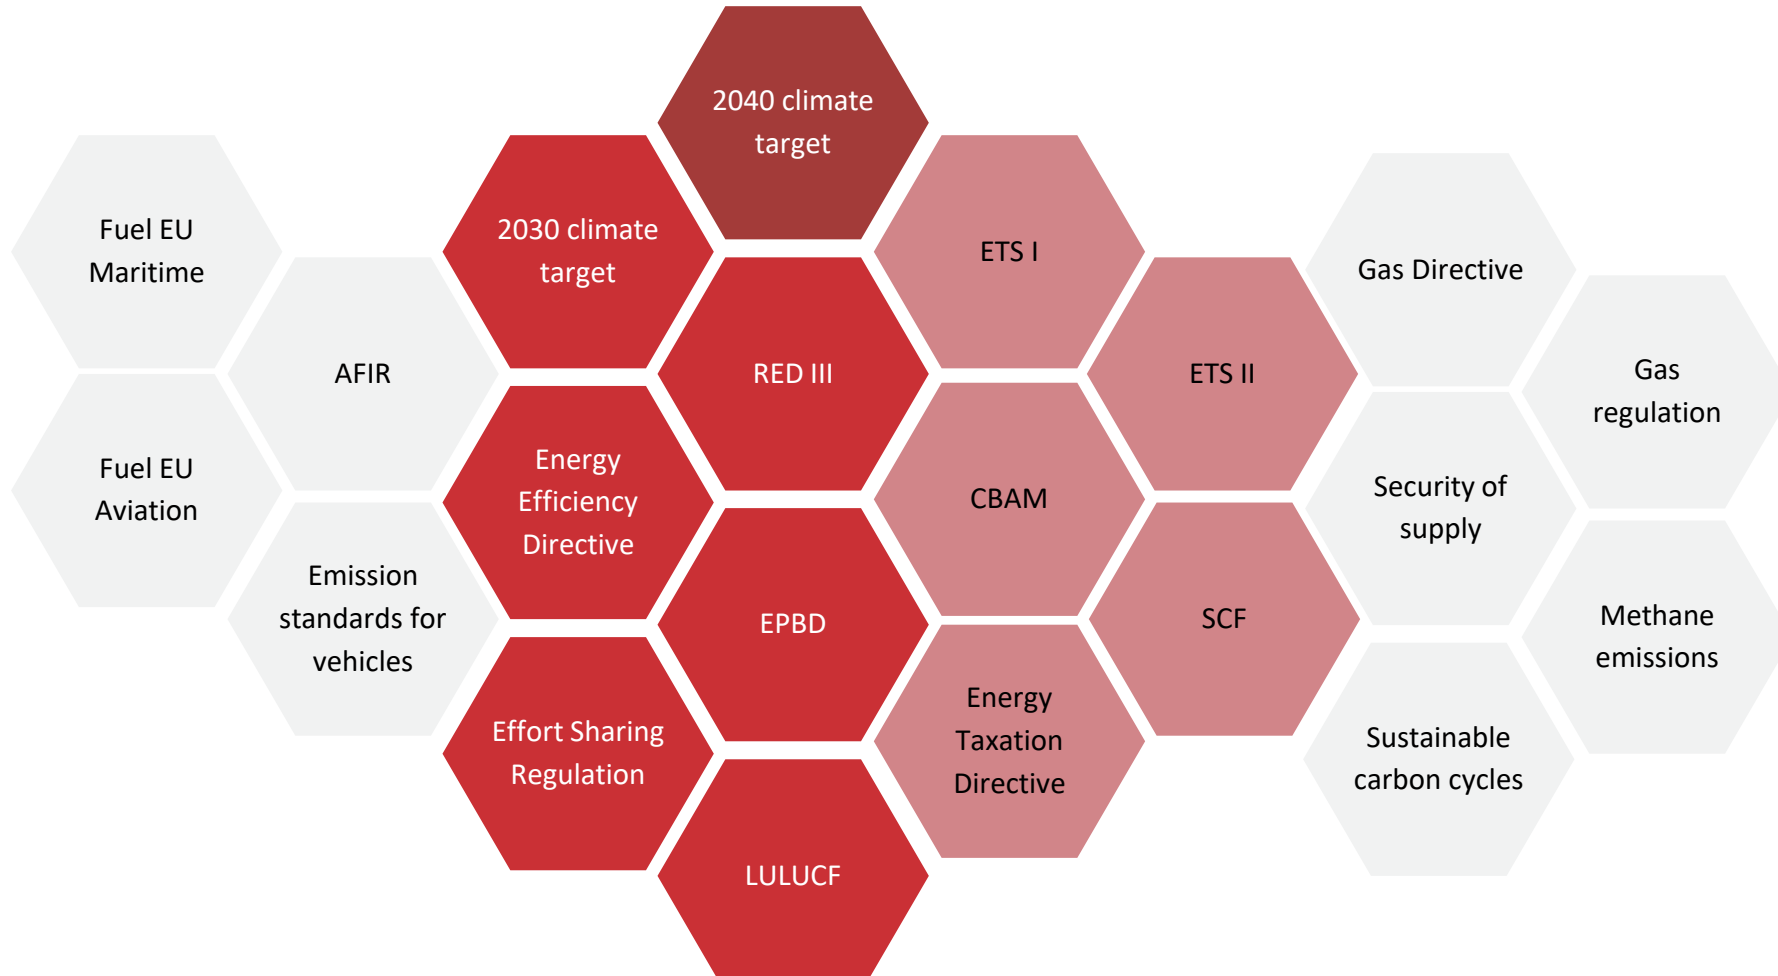 2040 climate
target
Fuel EU
Maritime
2030 climate
target
ETS I
Gas Directive
AFIR
RED III
ETS II
Gas
regulation
Fuel EU
Aviation
Energy
Efficiency
Directive
CBAM
Security of
supply
Emission
standards for
vehicles
EPBD
SCF
Methane
emissions
Effort Sharing
Regulation
Energy
Taxation
Directive
Sustainable
carbon cycles
LULUCF